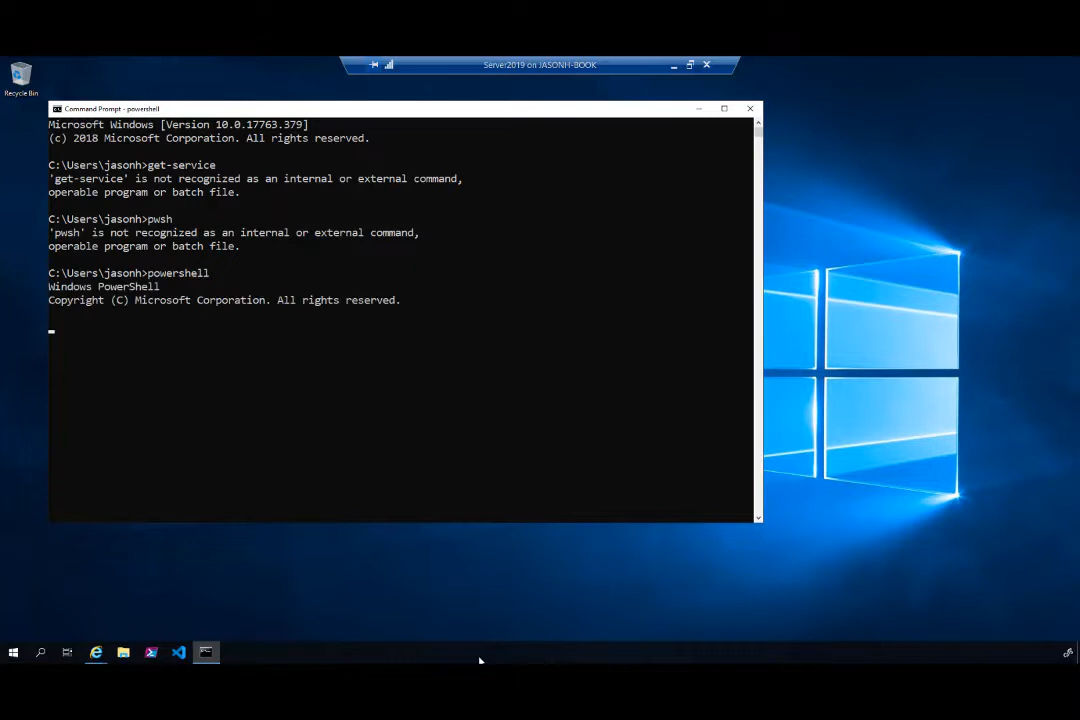 Server2019 on JASONH-BOOK
Recycle Bin
Command Prompt - powershell
Microsoft Windows [Version 10.0.17763.379]
(c) 2018 Microsoft Corporation. All rights reserved.
C:\Users\jasonh>get-service
'get-service' is not recognized as an internal or external command,
operable program or batch file.
C:\Users\jasonh>pwsh
'pwsh' is not recognized as an internal or external command,
operable program or batch file.
C:\Users\jasonh>powershell
Windows PowerShell
Copyright (C) Microsoft Corporation. All rights reserved.